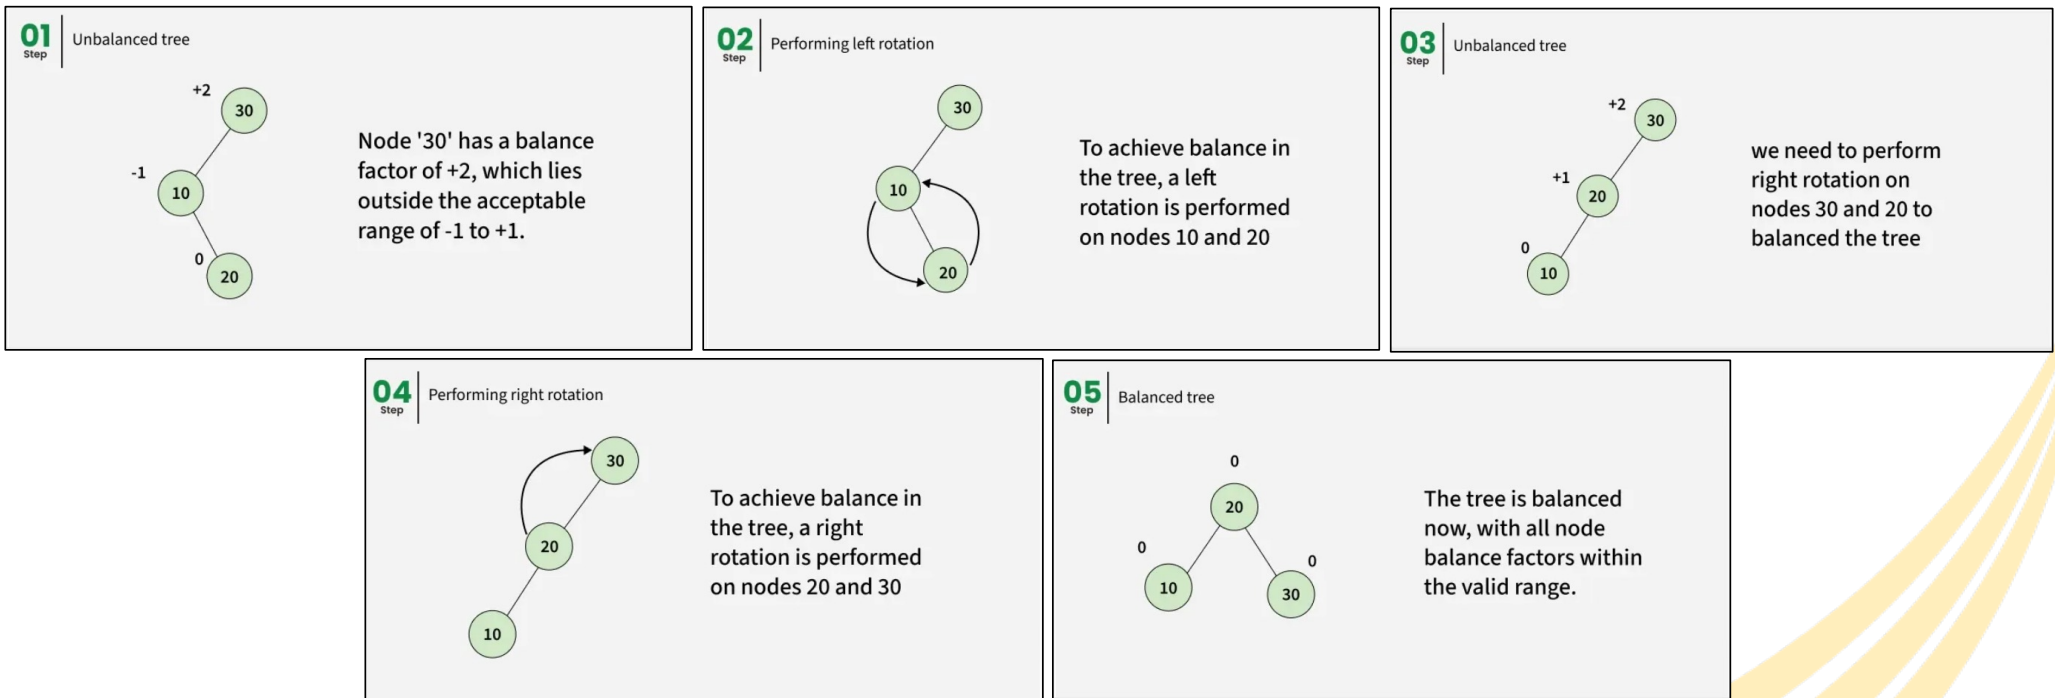 01
Step
Unbalanced tree
+2
30
-1
10
0
20
Node '30' has a balance
factor of +2, which lies
outside the acceptable
range of -1 to +1.
02
Step
Performing left rotation
30
10
20
To achieve balance in
the tree, a left
rotation is performed
on nodes 10 and 20
03
Step
Unbalanced tree
+2
30
+1
20
0
10
we need to perform
right rotation on
nodes 30 and 20 to
balanced the tree
04
Step
Performing right rotation
30
20
10
To achieve balance in
the tree, a right
rotation is performed
on nodes 20 and 30
05
Step
Balanced tree
0
20
0
10
0
30
The tree is balanced
now, with all node
balance factors within
the valid range.